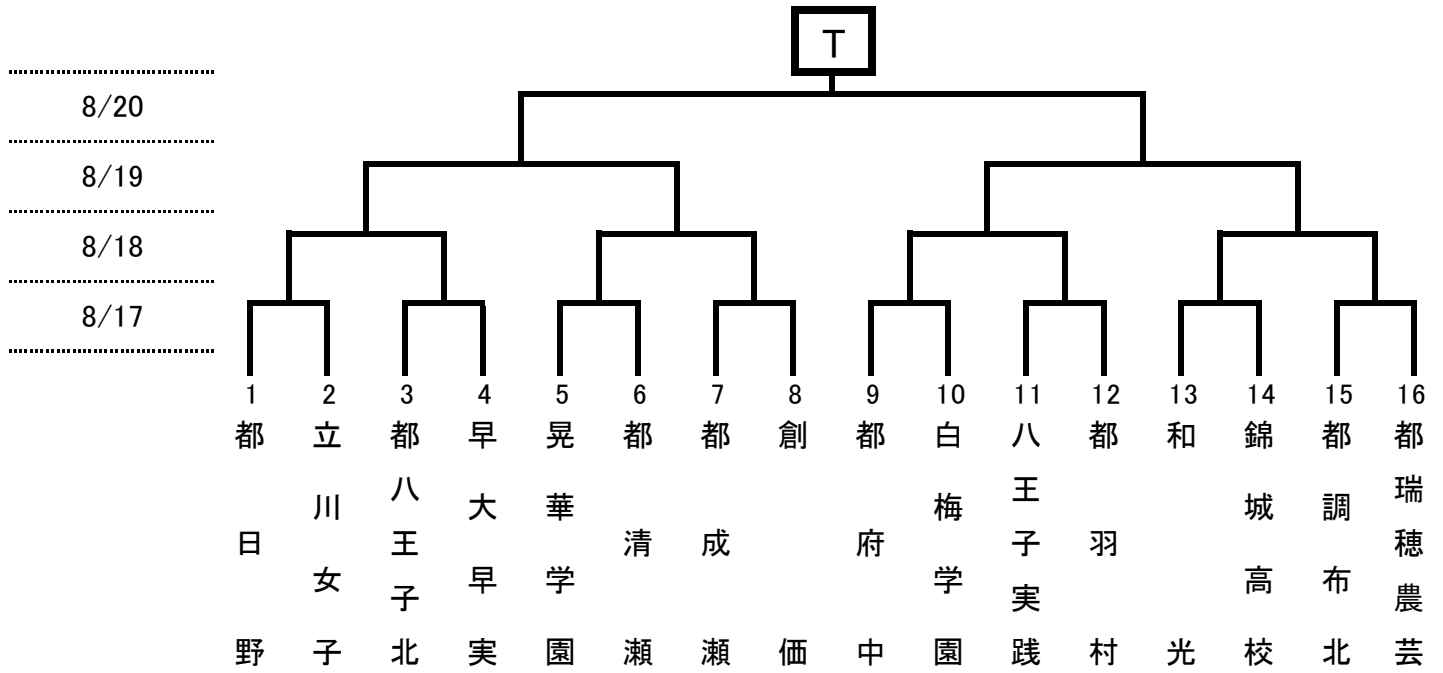 T
8/20
8/19
8/18
8/17
1 2 3 4 5 6 7 8 9 10 11 12 13 14 15 16
都日野
立川女子
都八王子北
早大早実
晃華学園
都清瀬
都成瀬
創価
都府中
白梅学園
八王子実践
都羽村
和光
錦城高校
都調布北
都瑞穂農芸